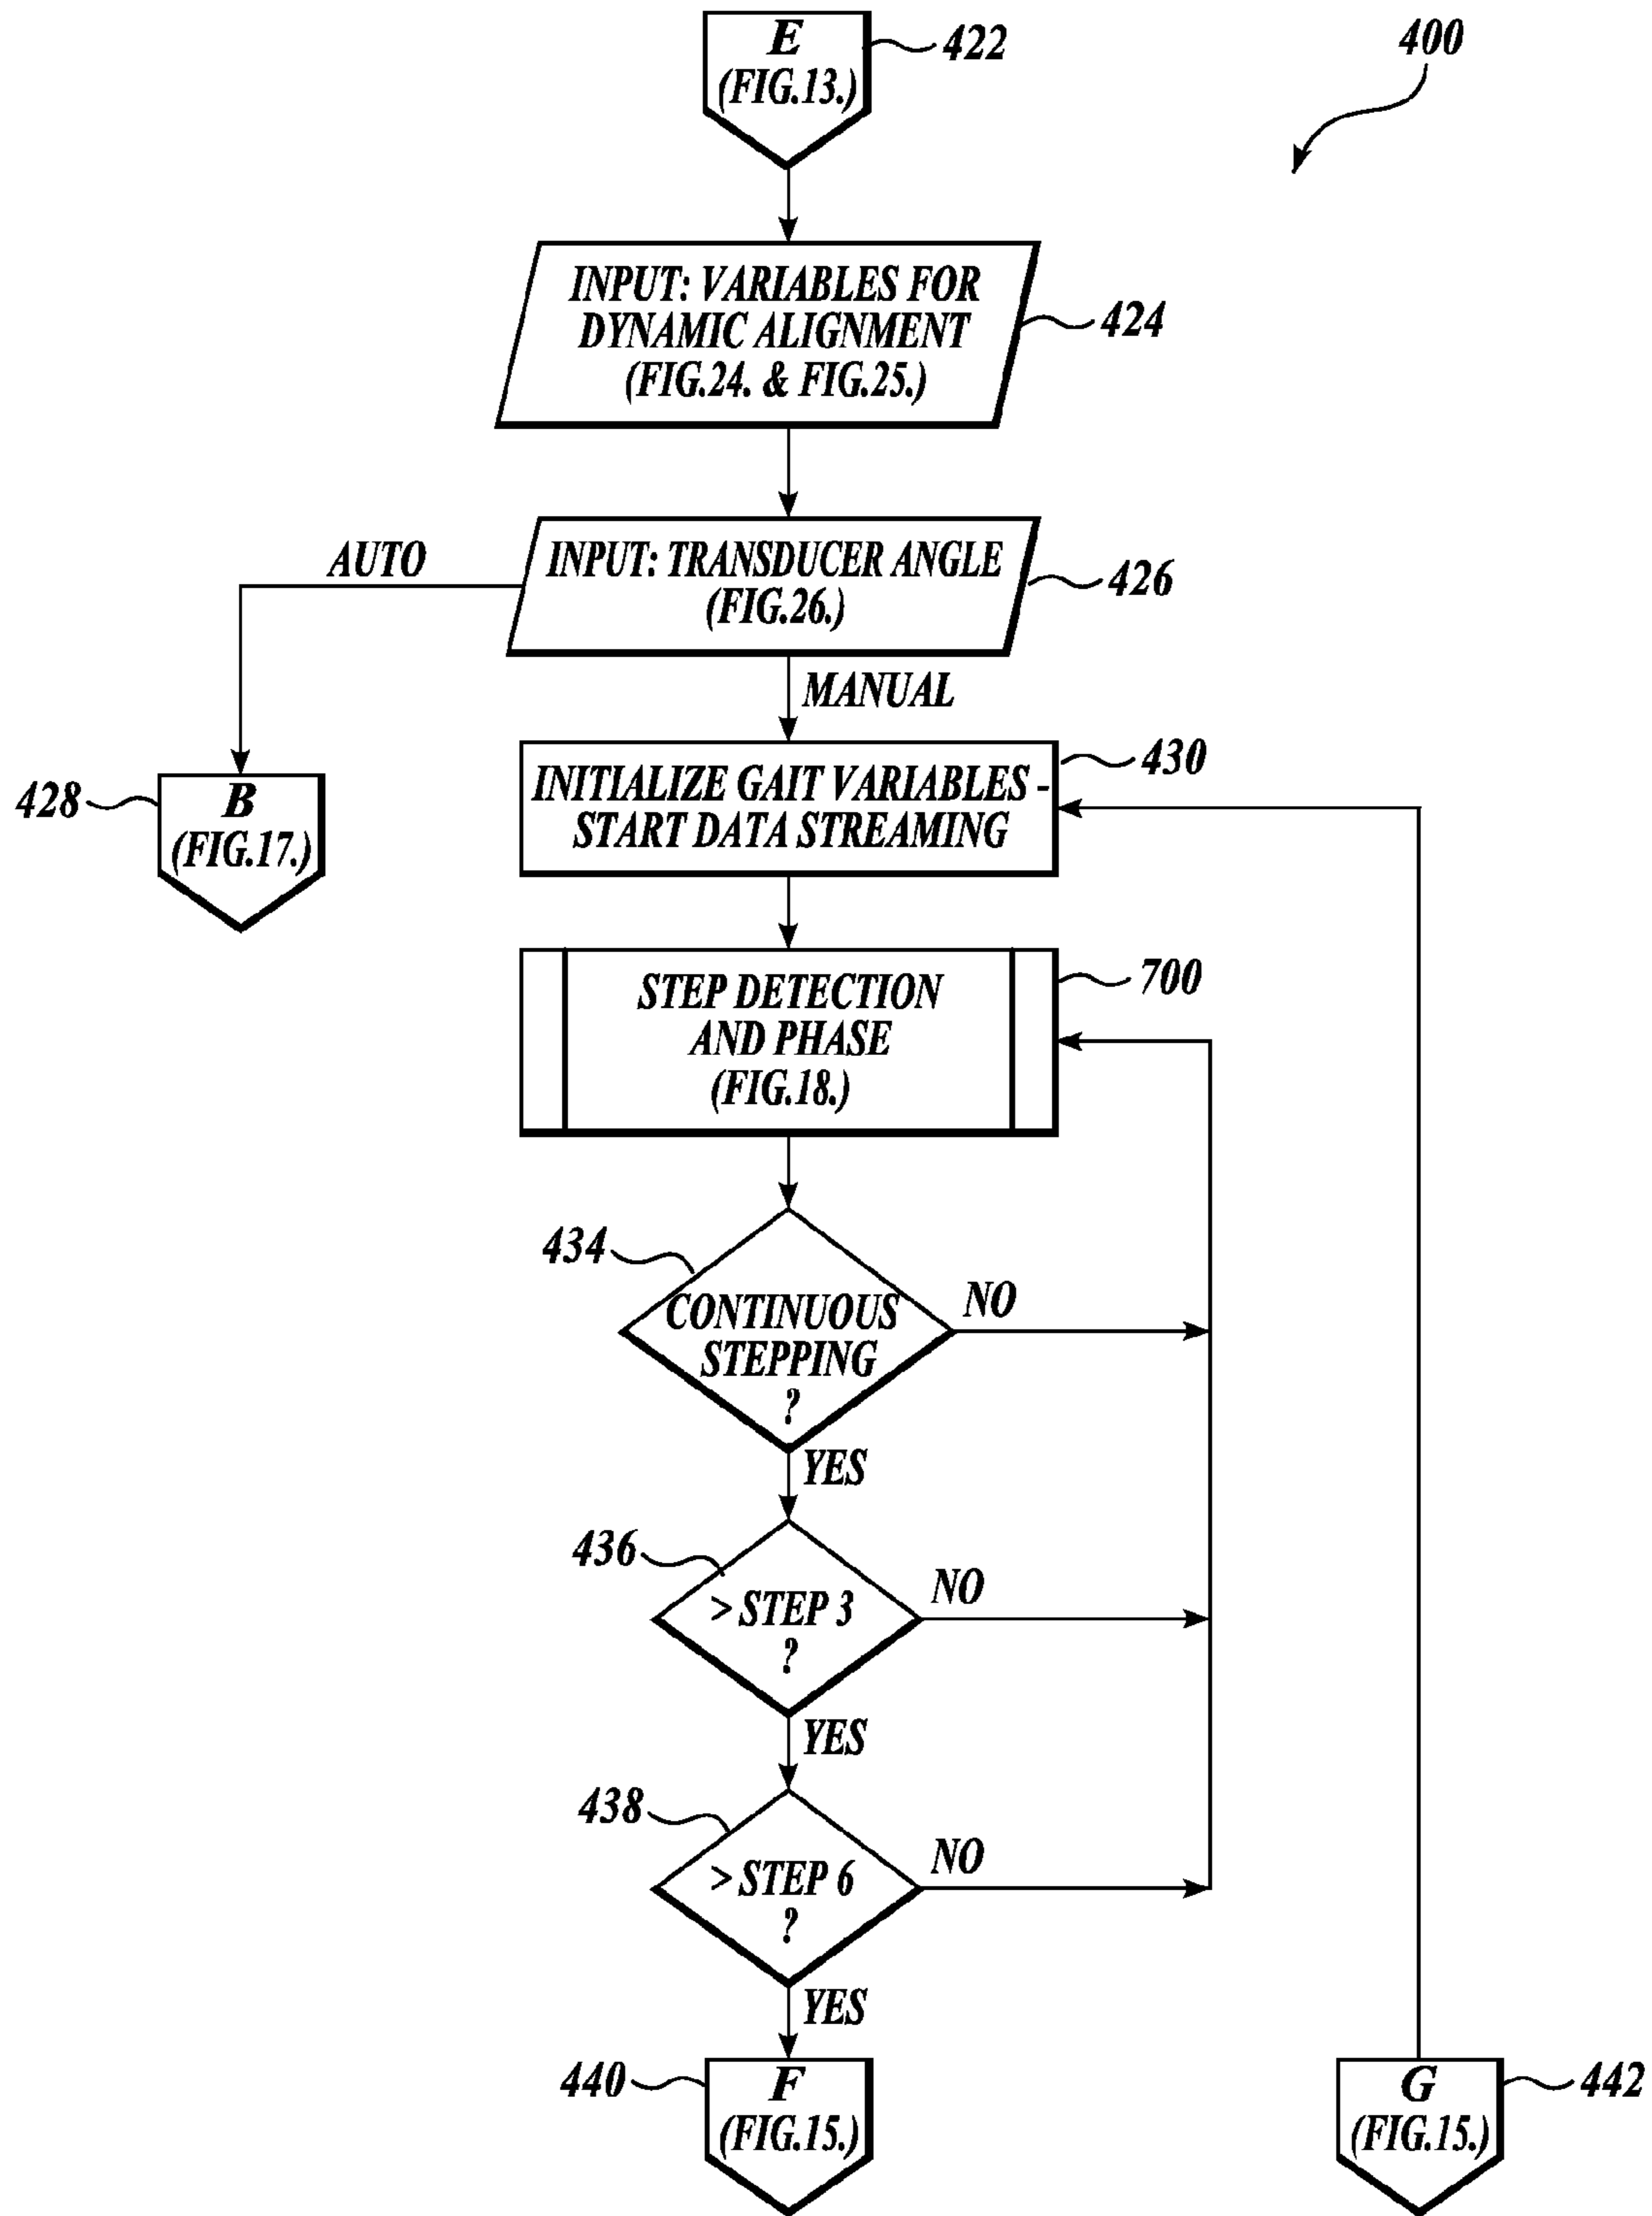 E
(FIG.13.)
422
400
INPUT: VARIABLES FOR
DYNAMIC ALIGNMENT
(FIG.24. & FIG.25.)
424
AUTO
INPUT: TRANSDUCER ANGLE
(FIG.26.)
426
MANUAL
428
B
(FIG.17.)
INITIALIZE GAIT VARIABLES -
START DATA STREAMING
430
STEP DETECTION
AND PHASE
(FIG.18.)
700
434
CONTINUOUS
STEPPING
?
NO
YES
436
> STEP 3
?
NO
YES
438
> STEP 6
?
NO
YES
440
F
(FIG.15.)
G
(FIG.15.)
442